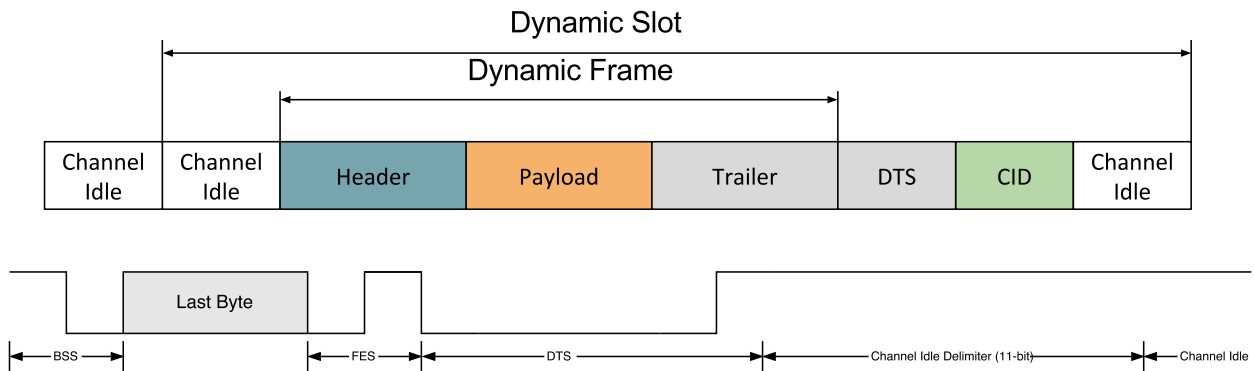 Dynamic Slot
Dynamic Frame
Channel Idle
Channel Idle
Header
Payload
Trailer
DTS
CID
Channel Idle
Last Byte
BSS
FES
DTS
Channel Idle Delimiter (11-bit)
Channel Idle